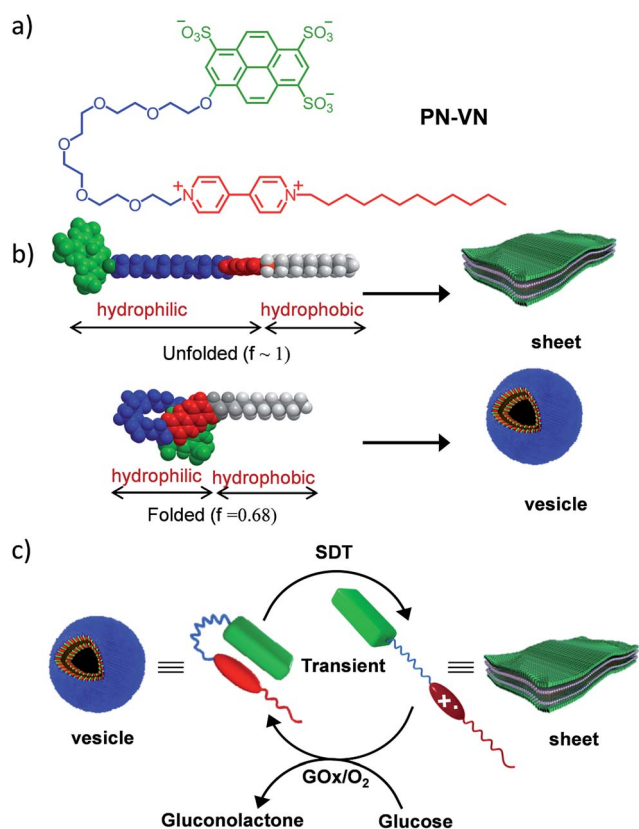 a)
SO₃⁻
⁻O₃S
SO₃⁻
O
O
O
O
O
O
PN-VN
N⁺
N⁺
b)
hydrophilic
hydrophobic
Unfolded (f ~ 1)
sheet
hydrophilic
hydrophobic
Folded (f =0.68)
vesicle
c)
SDT
Transient
+ .
vesicle
sheet
GOx/O₂
Gluconolactone
Glucose